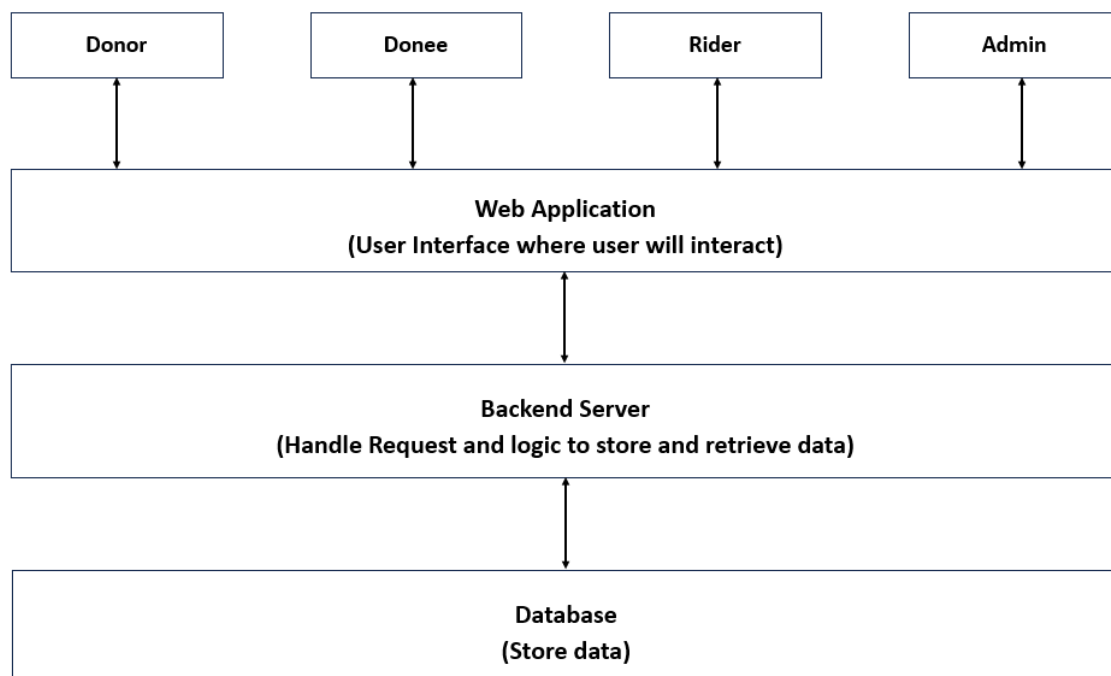 Donor
Donee
Rider
Admin
Web Application
(User Interface where user will interact)
Backend Server
(Handle Request and logic to store and retrieve data)
Database
(Store data)